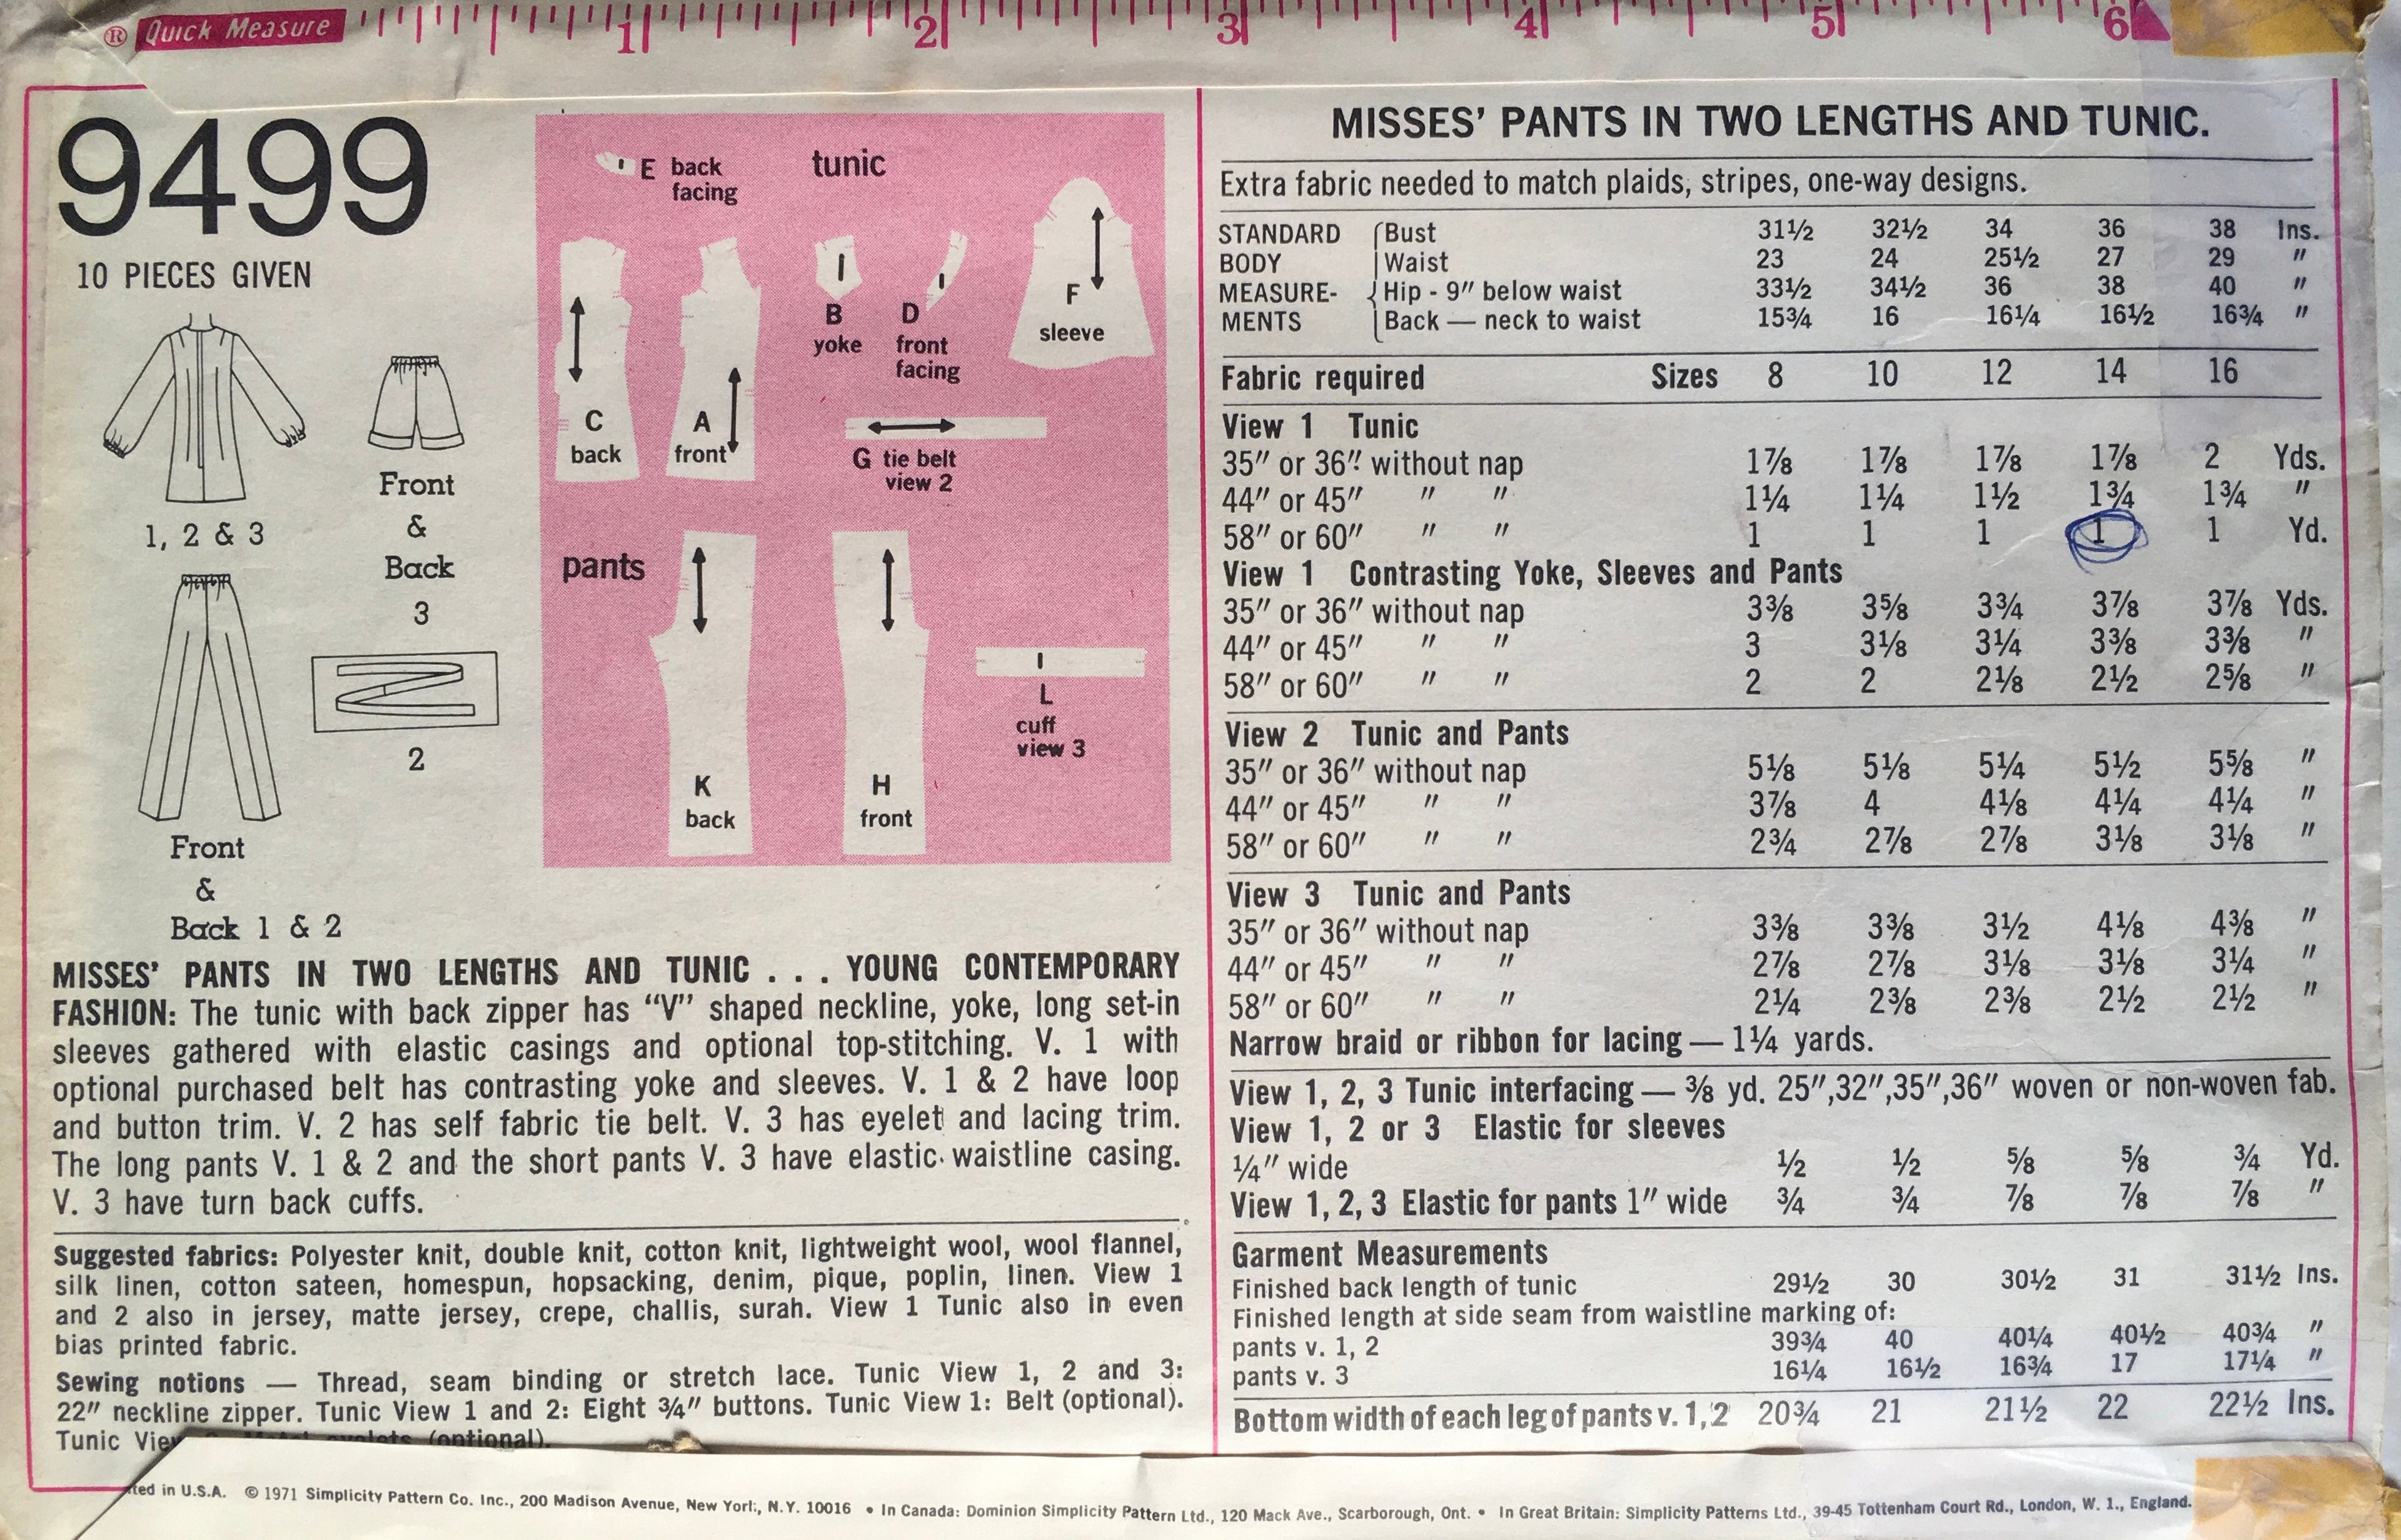 ® Quick Measure 1 2 3 4 5 6
9499
10 PIECES GIVEN
1, 2 & 3
Front
&
Back
3
2
Front
&
Back 1 & 2
tunic
E back
facing
C
back
A
front
B
yoke
D
front
facing
F
sleeve
G tie belt
view 2
pants
K
back
H
front
L
cuff
view 3
MISSES' PANTS IN TWO LENGTHS AND TUNIC . . . YOUNG CONTEMPORARY
FASHION: The tunic with back zipper has "V" shaped neckline, yoke, long set-in
sleeves gathered with elastic casings and optional top-stitching. V. 1 with
optional purchased belt has contrasting yoke and sleeves. V. 1 & 2 have loop
and button trim. V. 2 has self fabric tie belt. V. 3 has eyelet and lacing trim.
The long pants V. 1 & 2 and the short pants V. 3 have elastic waistline casing.
V. 3 have turn back cuffs.
Suggested fabrics: Polyester knit, double knit, cotton knit, lightweight wool, wool flannel,
silk linen, cotton sateen, homespun, hopsacking, denim, pique, poplin, linen. View 1
and 2 also in jersey, matte jersey, crepe, challis, surah. View 1 Tunic also in even
bias printed fabric.
Sewing notions — Thread, seam binding or stretch lace. Tunic View 1, 2 and 3:
22" neckline zipper. Tunic View 1 and 2: Eight ¾" buttons. Tunic View 1: Belt (optional).
Tunic View eyelets (optional).
MISSES' PANTS IN TWO LENGTHS AND TUNIC.
Extra fabric needed to match plaids, stripes, one-way designs.
STANDARD Bust 31½ 32½ 34 36 38 Ins.
BODY Waist 23 24 25½ 27 29 "
MEASURE- Hip - 9" below waist 33½ 34½ 36 38 40 "
MENTS Back — neck to waist 15¾ 16 16¼ 16½ 16¾ "
Fabric required Sizes 8 10 12 14 16
View 1 Tunic
35" or 36" without nap 1⅞ 1⅞ 1⅞ 1⅞ 2 Yds.
44" or 45" " " 1¼ 1¼ 1½ 1¾ 1¾ "
58" or 60" " " 1 1 1 1 1 Yd.
View 1 Contrasting Yoke, Sleeves and Pants
35" or 36" without nap 3⅜ 3⅝ 3¾ 3⅞ 3⅞ Yds.
44" or 45" " " 3 3⅛ 3¼ 3⅜ 3⅜ "
58" or 60" " " 2 2 2⅛ 2½ 2⅝ "
View 2 Tunic and Pants
35" or 36" without nap 5⅛ 5⅛ 5¼ 5½ 5⅝ "
44" or 45" " " 3⅞ 4 4⅛ 4¼ 4¼ "
58" or 60" " " 2¾ 2⅞ 2⅞ 3⅛ 3⅛ "
View 3 Tunic and Pants
35" or 36" without nap 3⅜ 3⅜ 3½ 4⅛ 4⅜ "
44" or 45" " " 2⅞ 2⅞ 3⅛ 3⅛ 3¼ "
58" or 60" " " 2¼ 2⅜ 2⅜ 2½ 2½ "
Narrow braid or ribbon for lacing — 1¼ yards.
View 1, 2, 3 Tunic interfacing — ⅜ yd. 25",32",35",36" woven or non-woven fab.
View 1, 2 or 3 Elastic for sleeves
¼" wide ½ ½ ⅝ ⅝ ¾ Yd.
View 1, 2, 3 Elastic for pants 1" wide ¾ ¾ ⅞ ⅞ ⅞ "
Garment Measurements
Finished back length of tunic 29½ 30 30½ 31 31½ Ins.
Finished length at side seam from waistline marking of:
pants v. 1, 2 39¾ 40 40¼ 40½ 40¾ "
pants v. 3 16¼ 16½ 16¾ 17 17¼ "
Bottom width of each leg of pants v. 1, 2 20¾ 21 21½ 22 22½ Ins.
ted in U.S.A. © 1971 Simplicity Pattern Co. Inc., 200 Madison Avenue, New York, N.Y. 10016 • In Canada: Dominion Simplicity Pattern Ltd., 120 Mack Ave., Scarborough, Ont. • In Great Britain: Simplicity Patterns Ltd., 39-45 Tottenham Court Rd., London, W. 1., England.